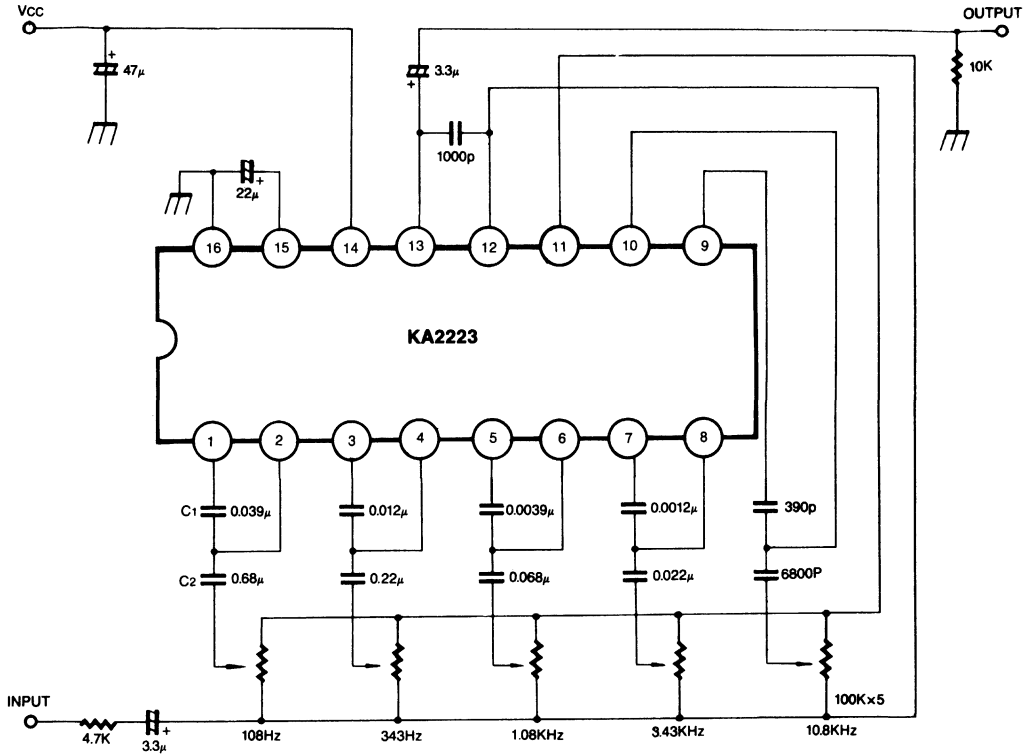 Vcc
OUTPUT
47µ
+
3.3µ
+
10K
1000p
22µ
+
16 15 14 13 12 11 10 9
KA2223
1 2 3 4 5 6 7 8
C1 0.039µ 0.012µ 0.0039µ 0.0012µ 390p
C2 0.68µ 0.22µ 0.068µ 0.022µ 6800P
100K×5
INPUT
4.7K
3.3µ
+
108Hz 343Hz 1.08KHz 3.43KHz 10.8KHz